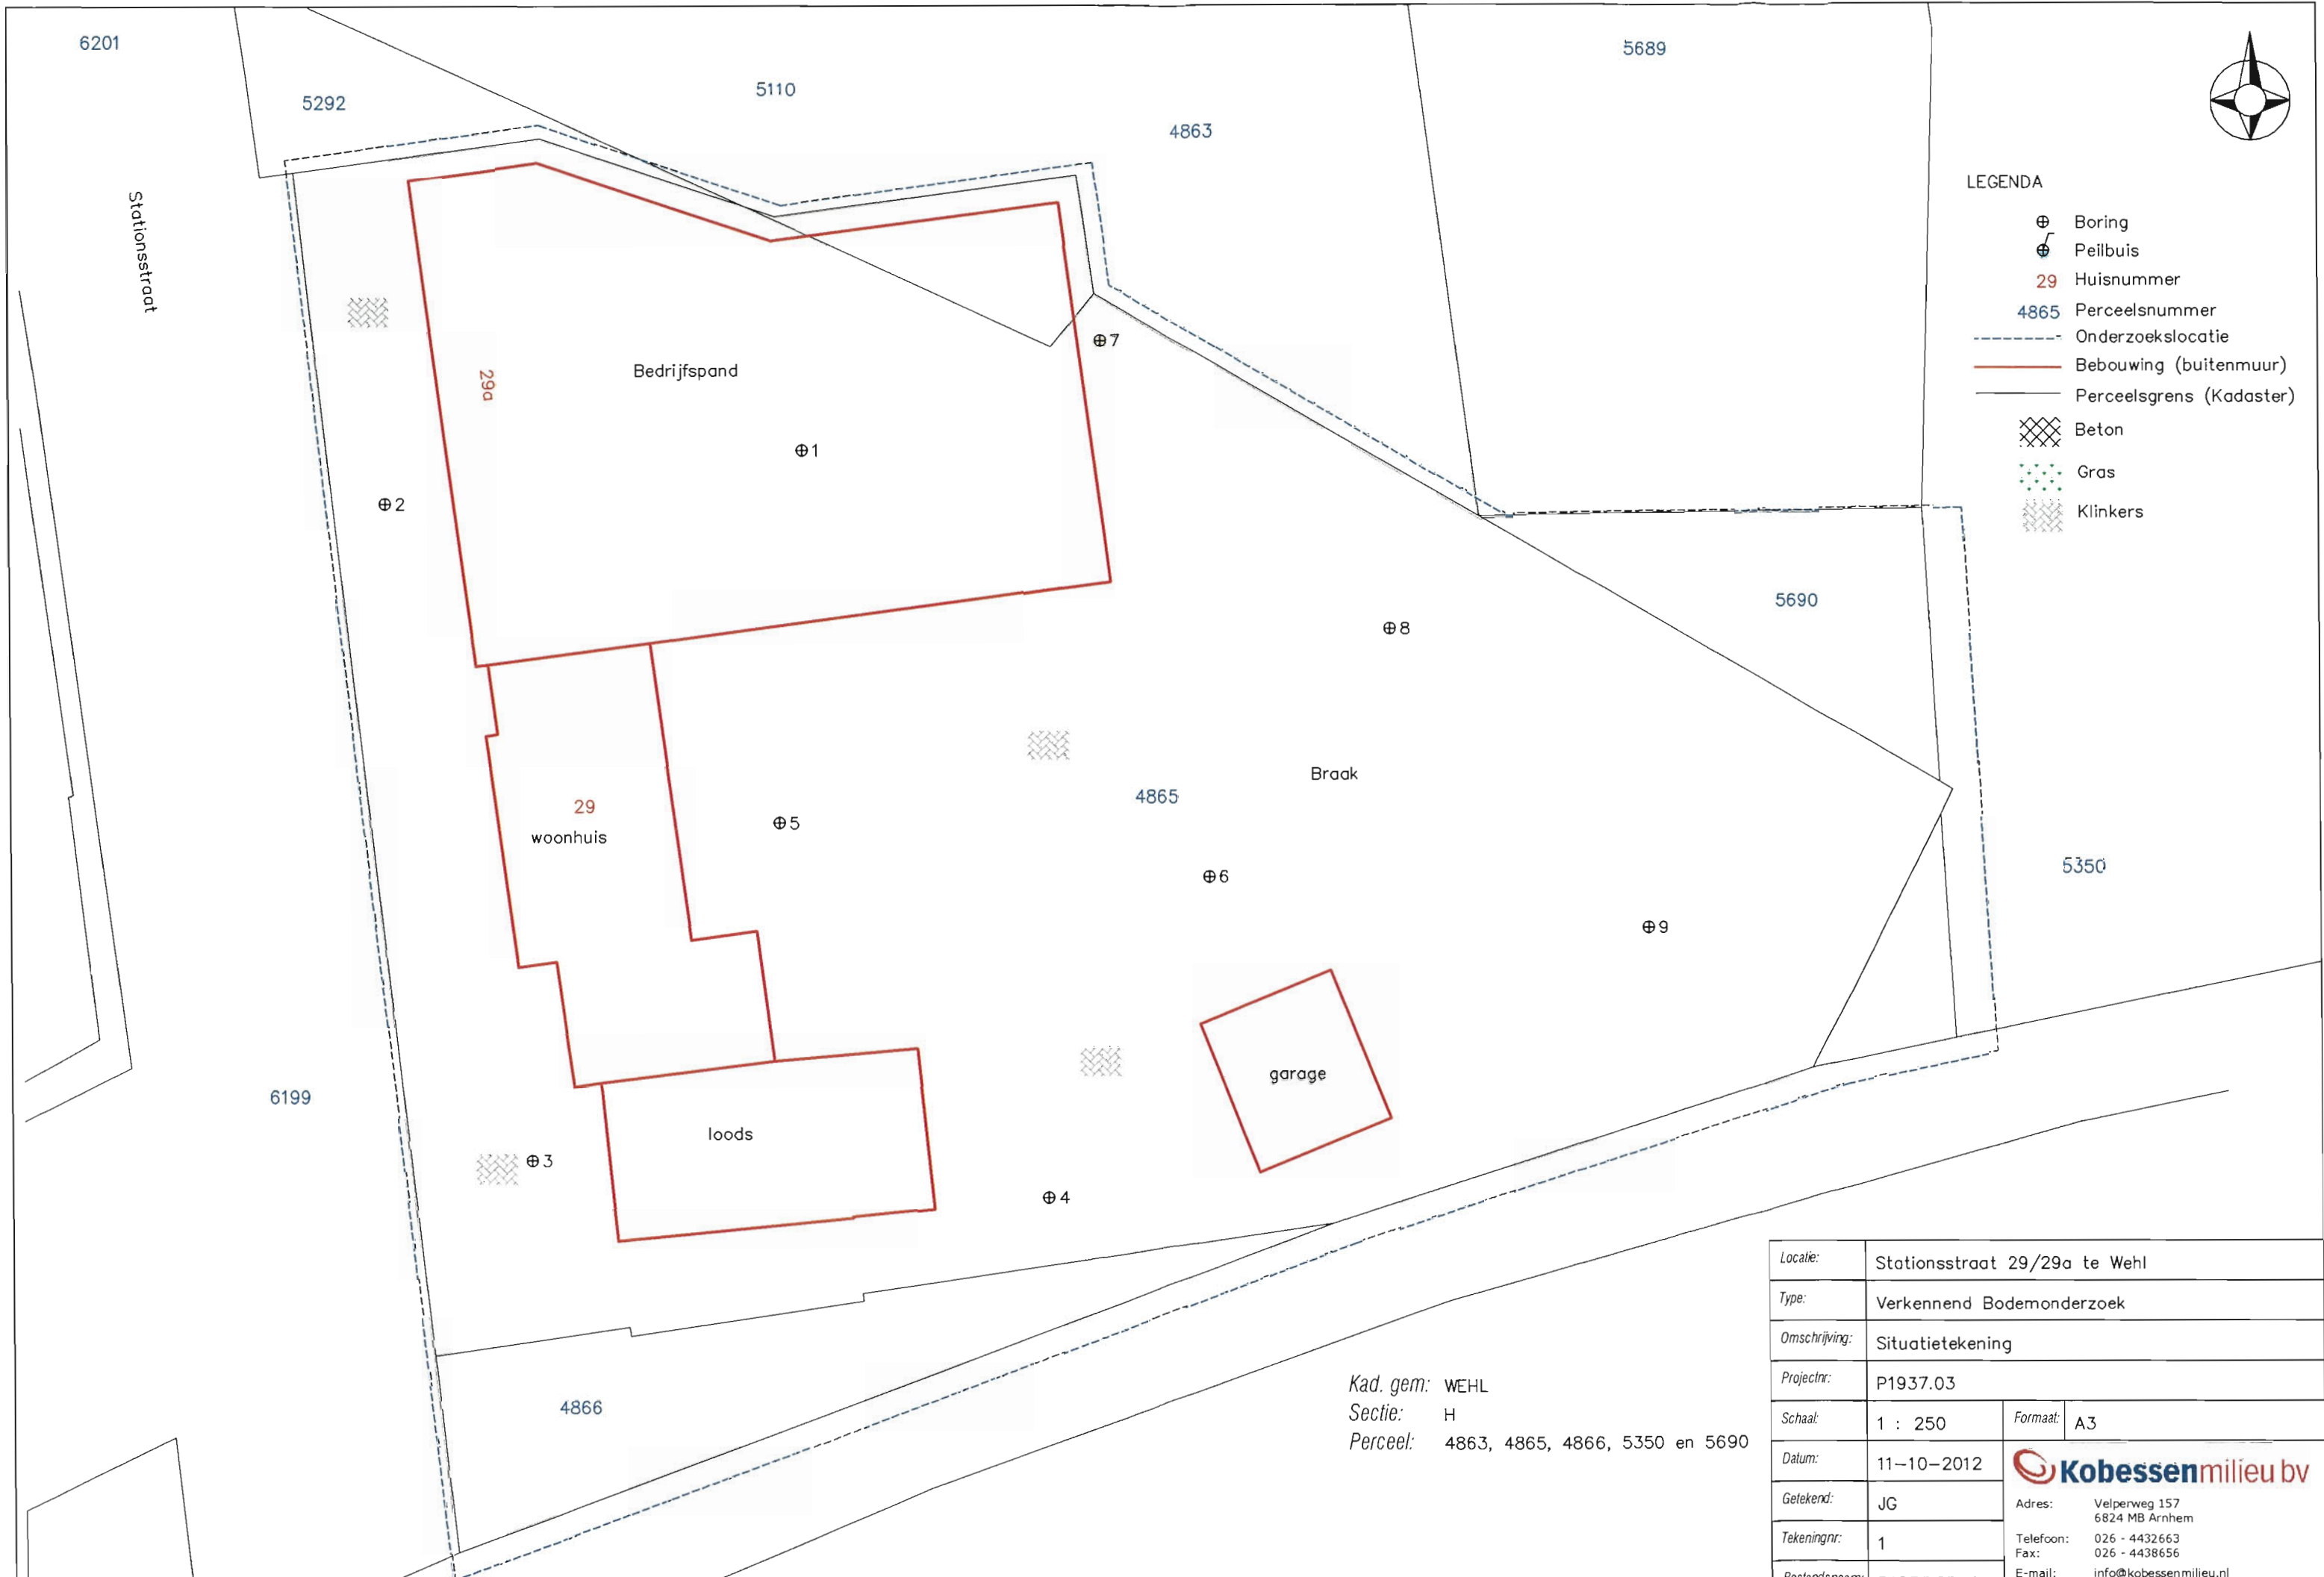 6201
5292
5110
4863
5689
Stationsstraat
LEGENDA
Boring
Peilbuis
29 Huisnummer
4865 Perceelsnummer
Onderzoekslocatie
Bebouwing (buitenmuur)
Perceelsgrens (Kadaster)
Beton
Gras
Klinkers
7
Bedrijfspand
29a
1
2
5690
8
Braak
4865
29
woonhuis
5
5350
6
9
garage
6199
loods
3
4
4866
Kad. gem: WEHL
Sectie: H
Perceel: 4863, 4865, 4866, 5350 en 5690
Locatie: Stationsstraat 29/29a te Wehl
Type: Verkennend Bodemonderzoek
Omschrijving: Situatietekening
Projectnr: P1937.03
Schaal: 1 : 250 Formaat: A3
Datum: 11-10-2012
Kobessenmilieu bv
Getekend: JG
Adres: Velperweg 157
6824 MB Arnhem
Tekeningnr: 1
Telefoon: 026 - 4432663
Fax: 026 - 4438656
E-mail: info@kobessenmilieu.nl